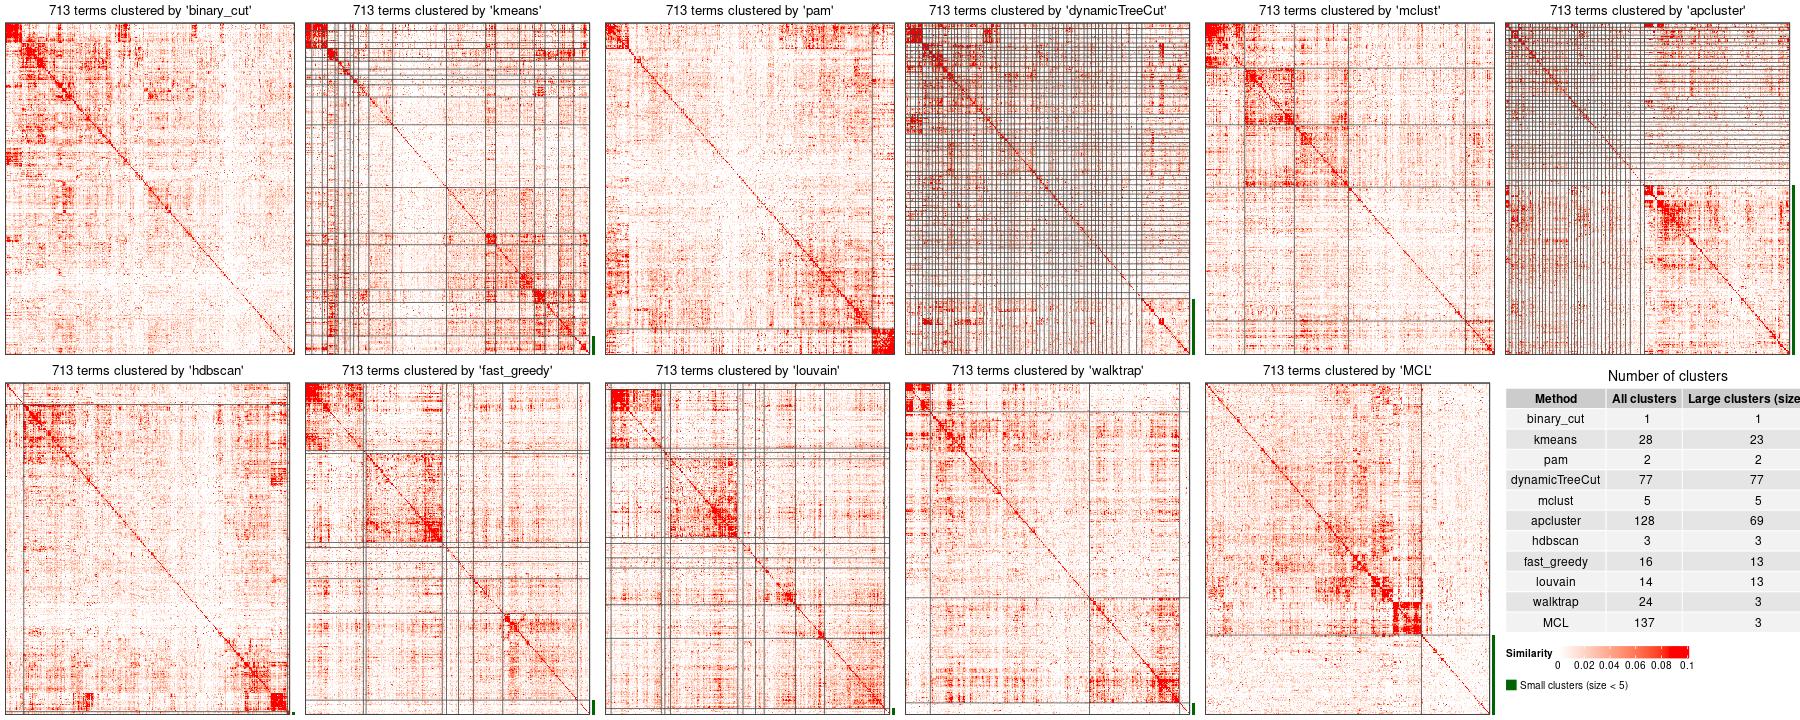 713 terms clustered by 'binary_cut'
713 terms clustered by 'kmeans'
713 terms clustered by 'pam'
713 terms clustered by 'dynamicTreeCut'
713 terms clustered by 'mclust'
713 terms clustered by 'apcluster'
713 terms clustered by 'hdbscan'
713 terms clustered by 'fast_greedy'
713 terms clustered by 'louvain'
713 terms clustered by 'walktrap'
713 terms clustered by 'MCL'
Number of clusters
Method All clusters Large clusters (size
binary_cut 1 1
kmeans 28 23
pam 2 2
dynamicTreeCut 77 77
mclust 5 5
apcluster 128 69
hdbscan 3 3
fast_greedy 16 13
louvain 14 13
walktrap 24 3
MCL 137 3
Similarity
0 0.02 0.04 0.06 0.08 0.1
Small clusters (size < 5)